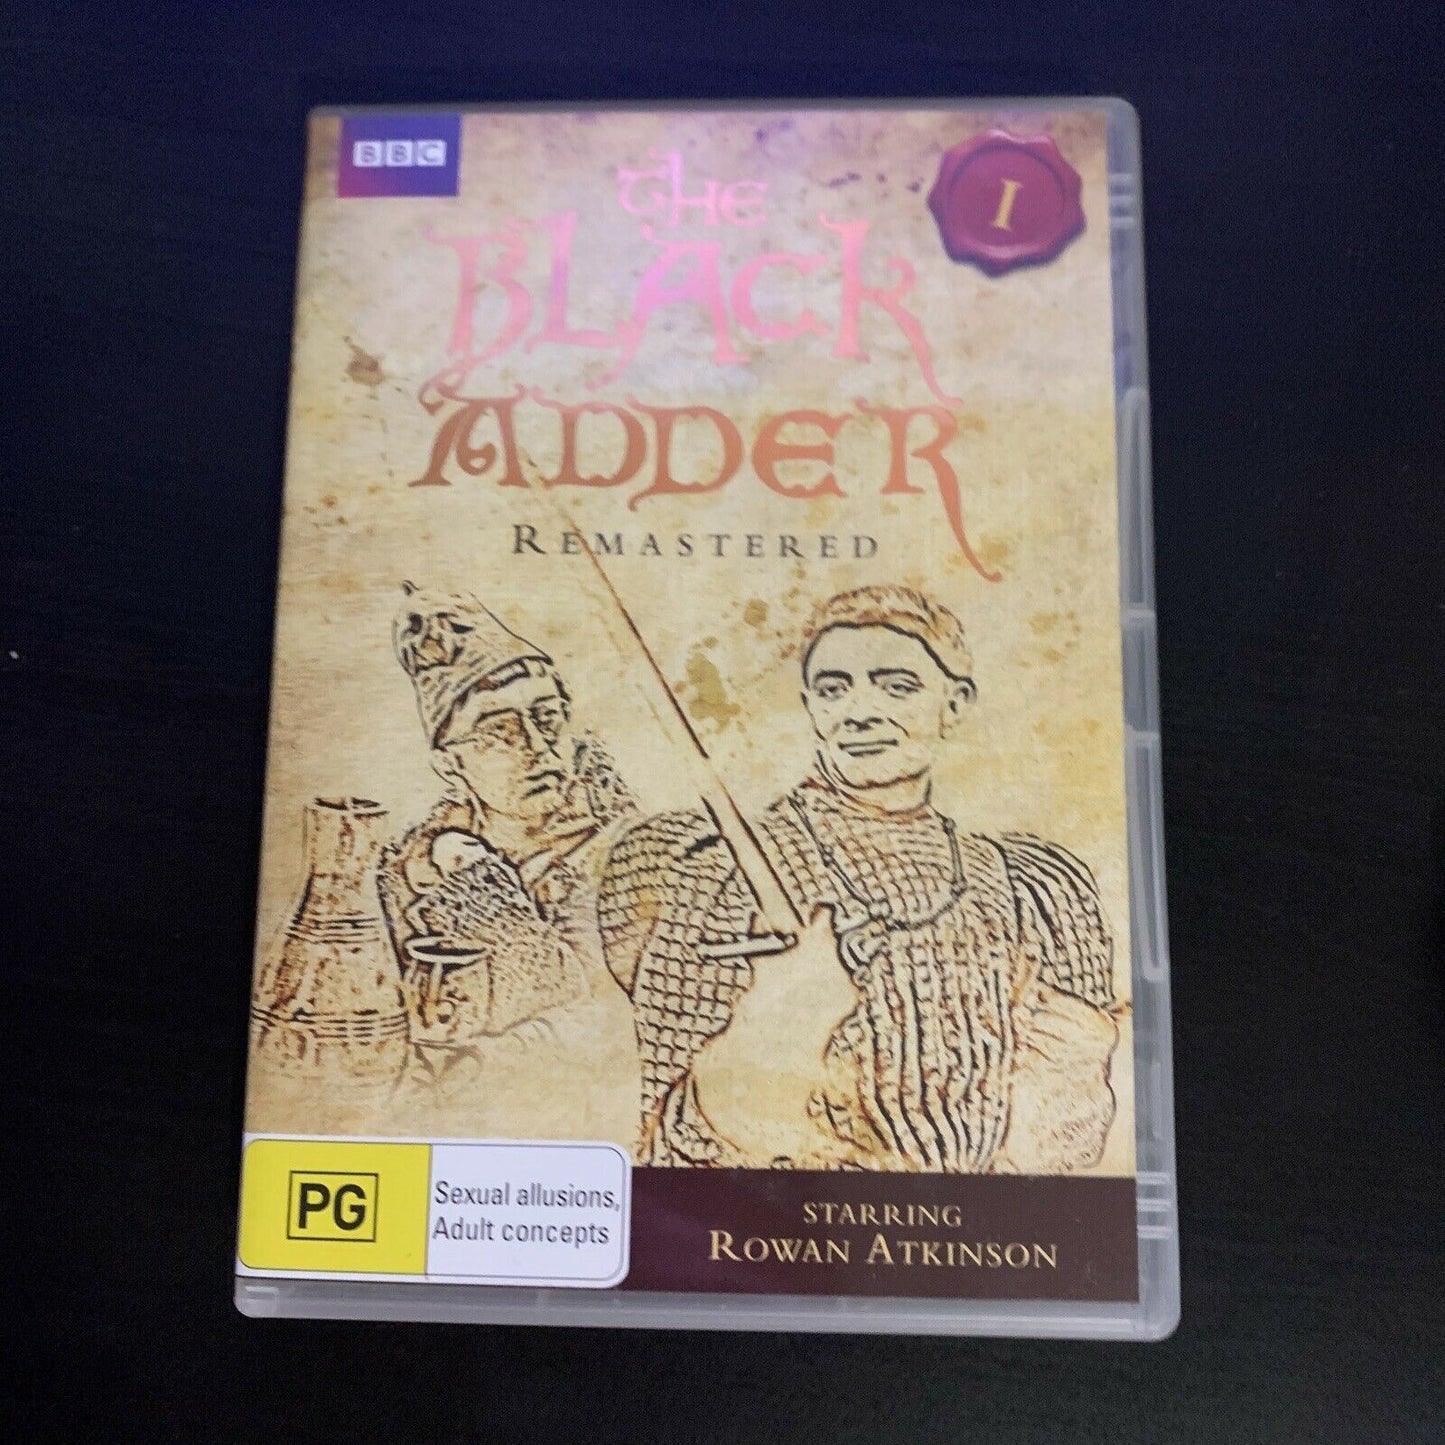 BBC
THE
BLACK
ADDER
REMASTERED
I
PG
Sexual allusions,
Adult concepts
STARRING
ROWAN ATKINSON